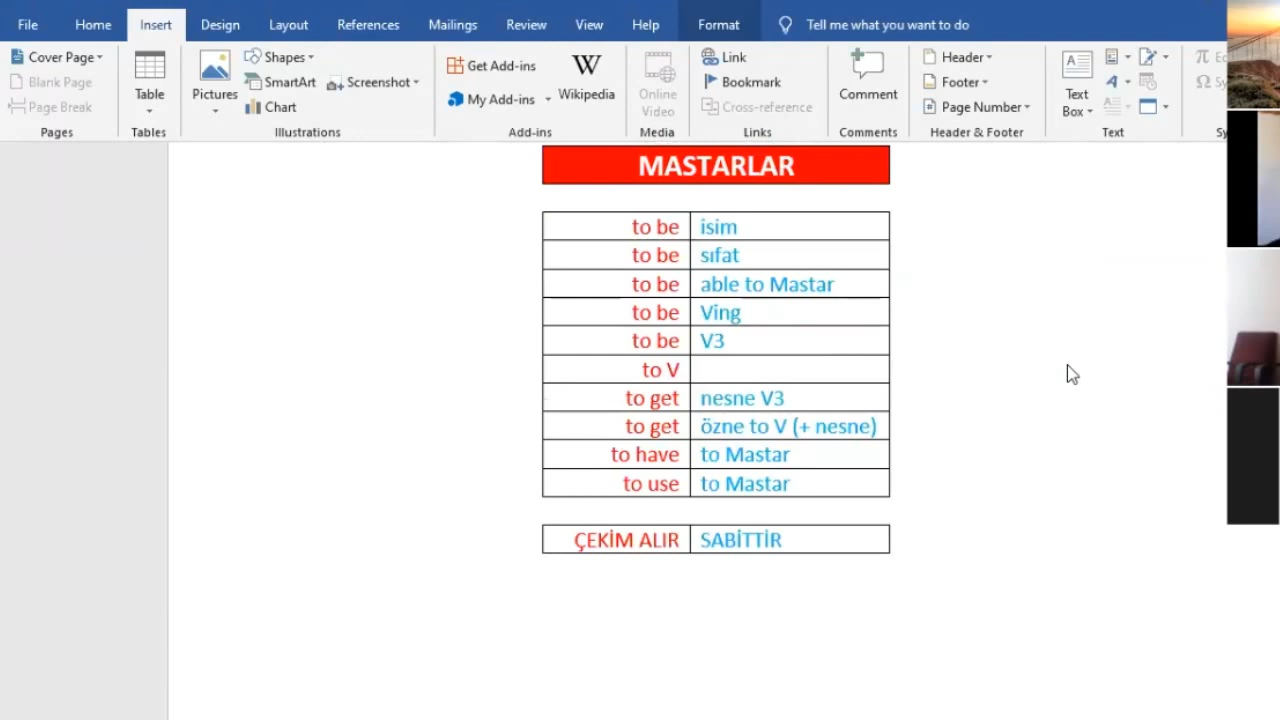 File Home Insert Design Layout References Mailings Review View Help Format Tell me what you want to do
Cover Page
Blank Page
Page Break
Pages
Table
Tables
Pictures
Shapes
SmartArt
Chart
Screenshot
Illustrations
Get Add-ins
My Add-ins
W
Wikipedia
Add-ins
Online
Video
Media
Link
Bookmark
Cross-reference
Links
Comment
Comments
Header
Footer
Page Number
Header & Footer
A
Text
Box
A
Text
π
Ω
MASTARLAR
to be isim
to be sıfat
to be able to Mastar
to be Ving
to be V3
to V
to get nesne V3
to get özne to V (+ nesne)
to have to Mastar
to use to Mastar
ÇEKİM ALIR SABİTTİR